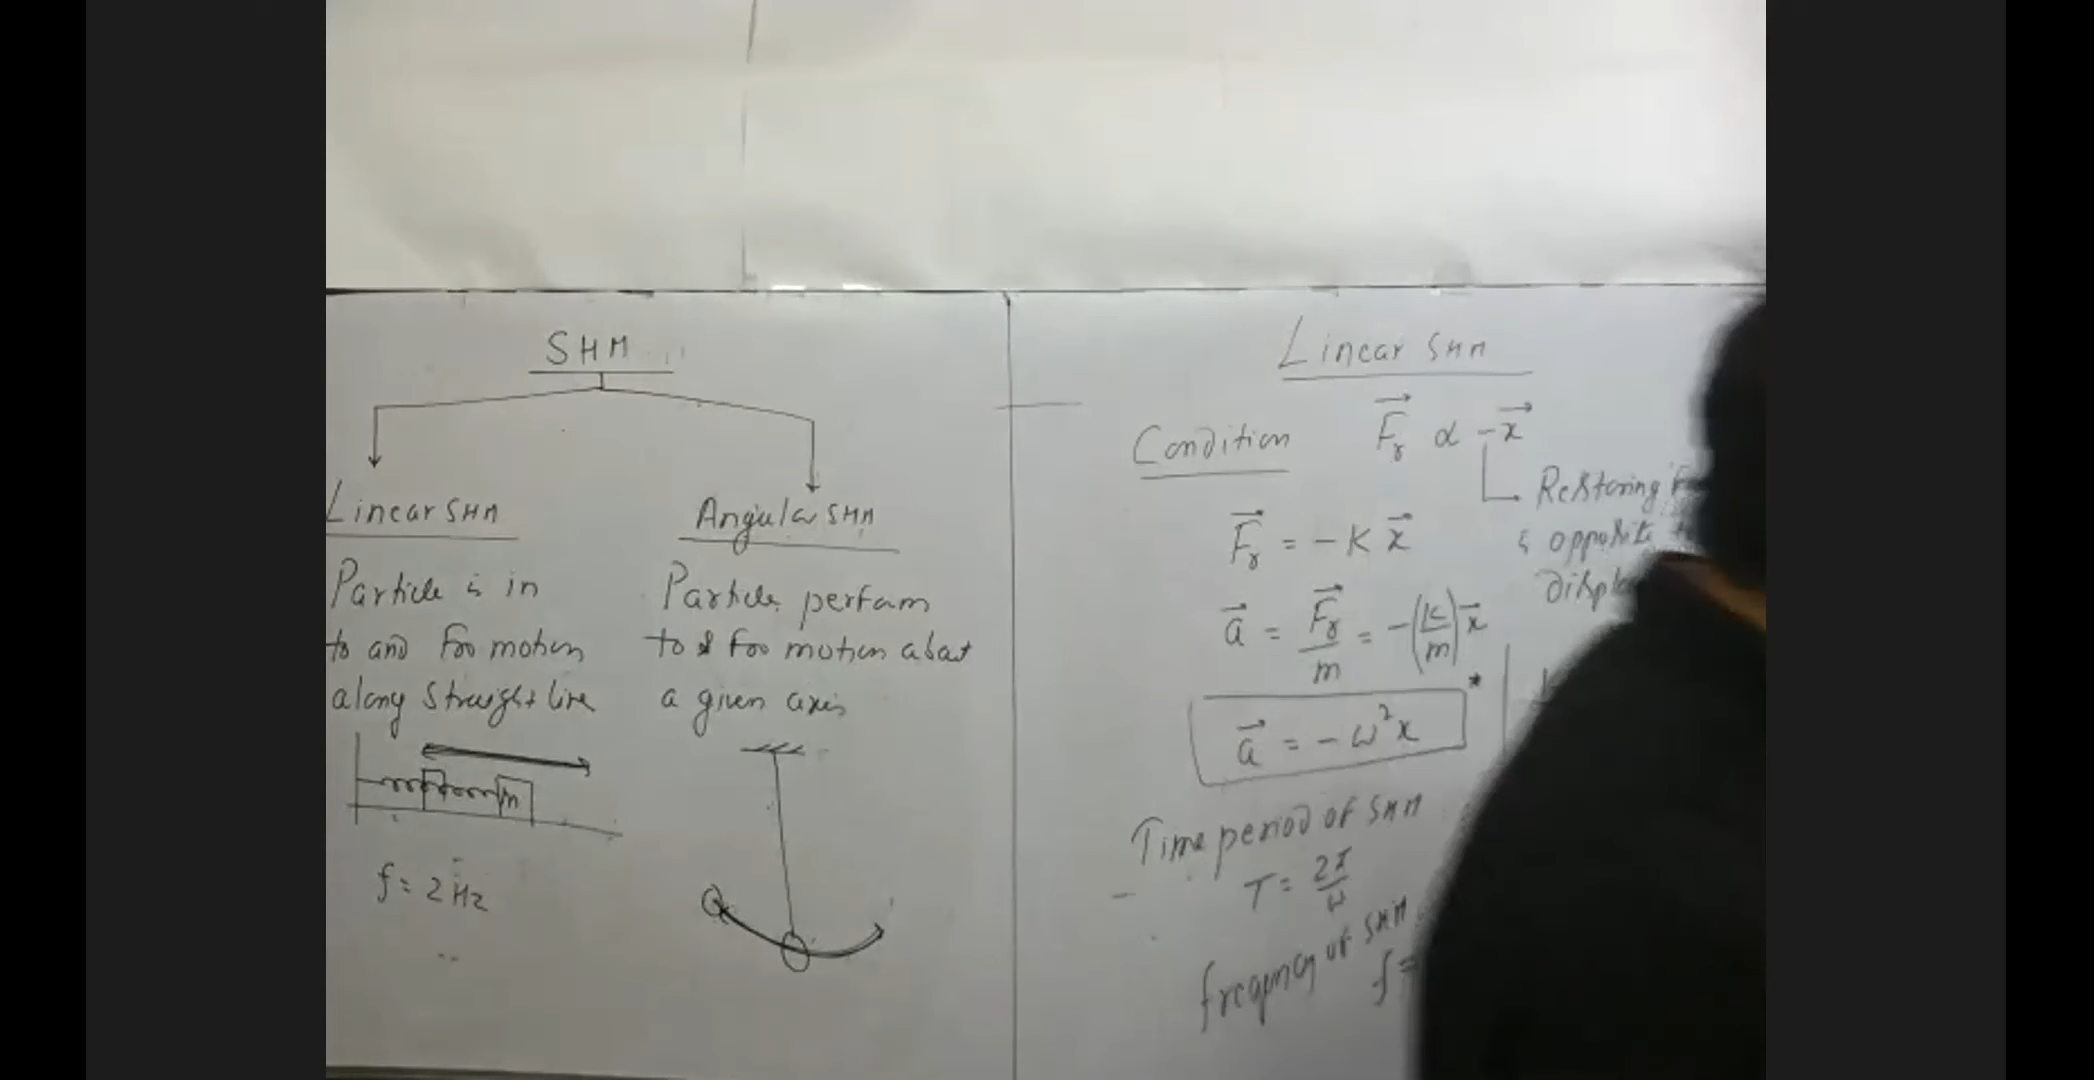 SHM
Linear SHM
Particle is in
to and Fro motion
along straight line
m
f = 2 Hz
Angular SHM
Particle perform
to & fro motion about
a given axis
Linear SHM
Condition
F⃗r α -x⃗
Restoring
is opposite
F⃗r = -K x⃗
a⃗ = F⃗r/m = -(K/m) x⃗
a⃗ = -ω²x *
Time period of SHM
T = 2π/ω
frequency of SHM
f =